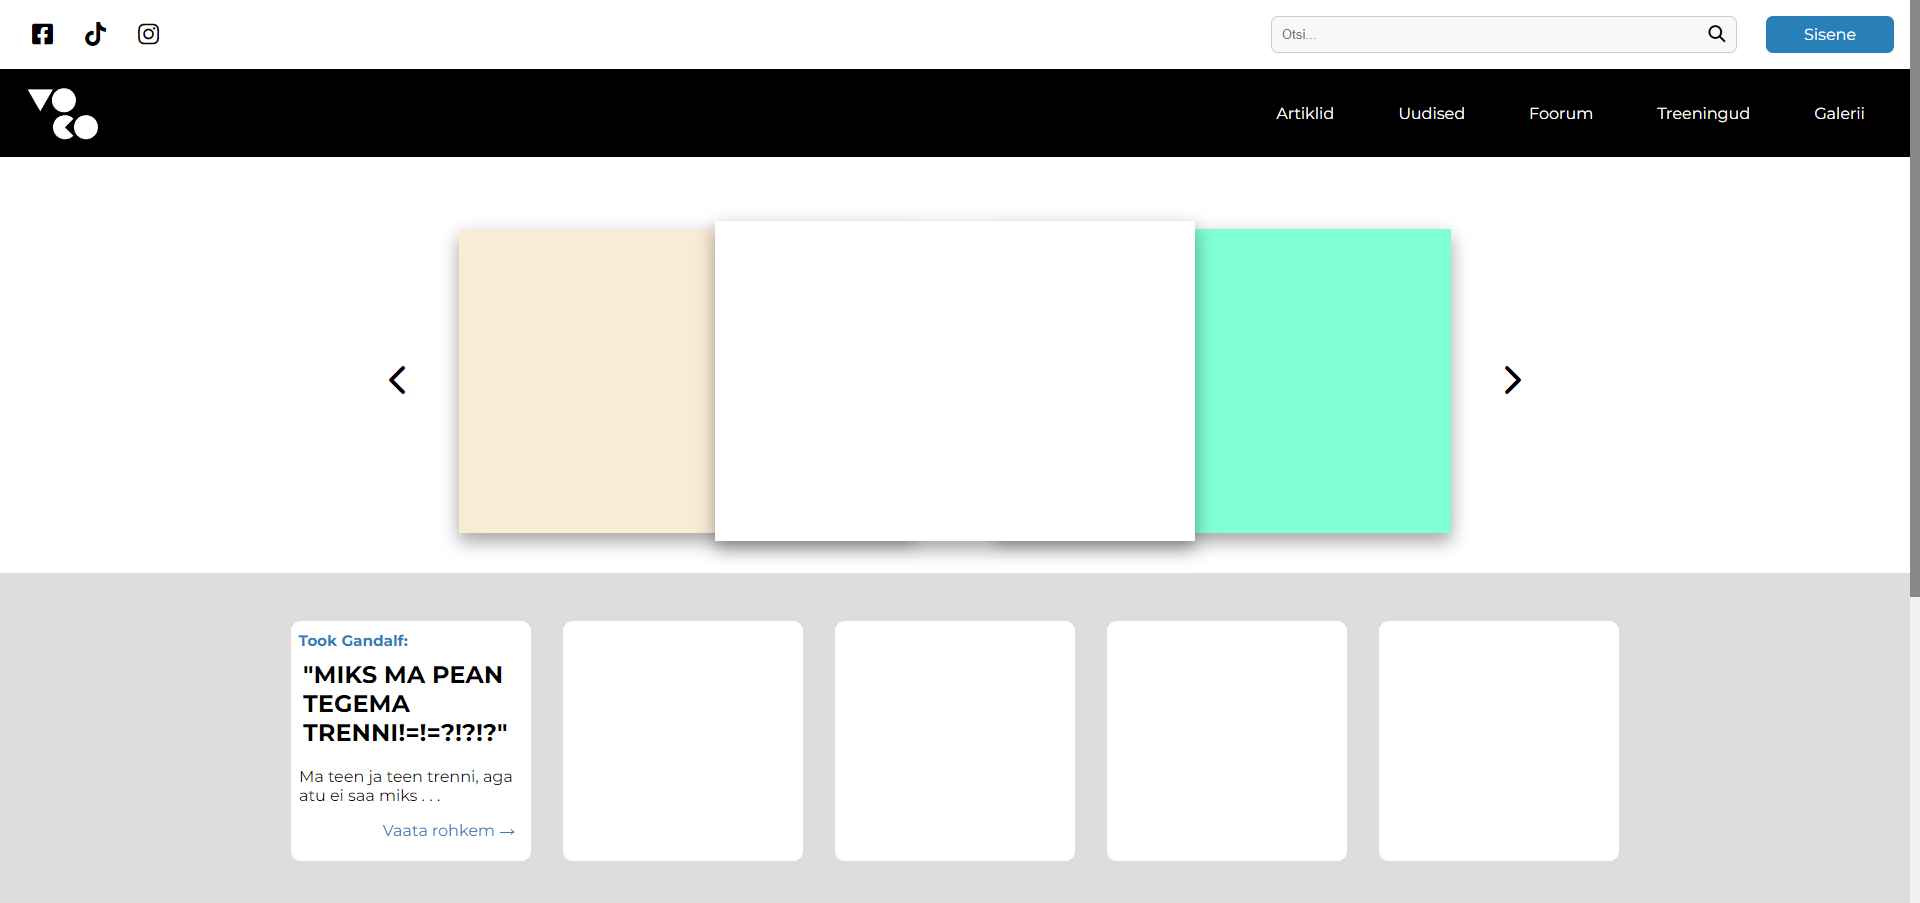 Otsi...
Sisene
VOCO
Artiklid
Uudised
Foorum
Treeningud
Galerii
Took Gandalf:
"MIKS MA PEAN
TEGEMA
TRENNI!=!=?!?!?"
Ma teen ja teen trenni, aga
atu ei saa miks . . .
Vaata rohkem →